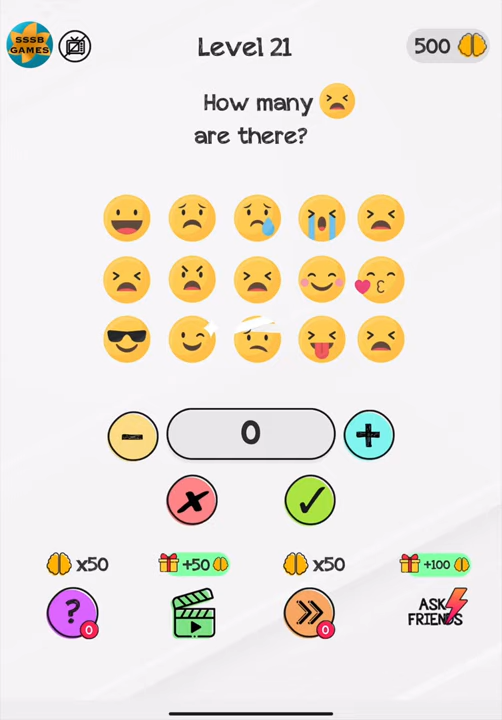 SSSB
GAMES
Level 21
500
How many
are there?
0
x50
+50
x50
+100
?
0
0
ASK
FRIENDS